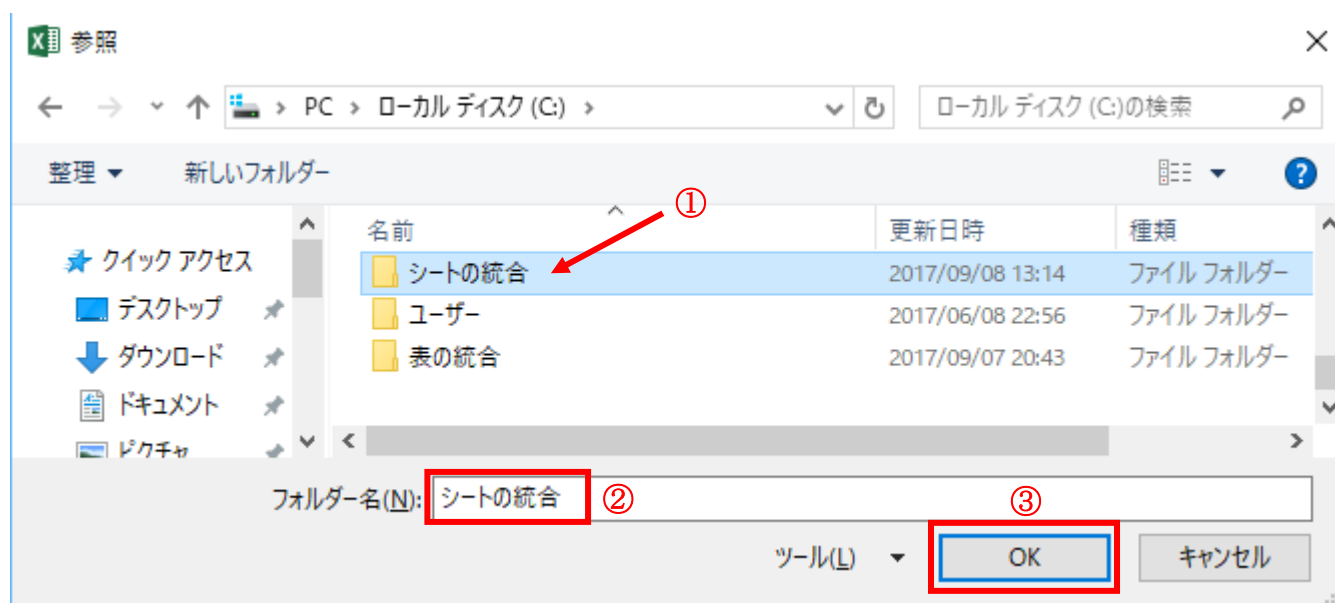 参照
PC > ローカル ディスク (C:) >
ローカル ディスク (C:)の検索
整理 新しいフォルダー
①
名前 更新日時 種類
クイック アクセス
シートの統合 2017/09/08 13:14 ファイル フォルダー
デスクトップ
ユーザー 2017/06/08 22:56 ファイル フォルダー
ダウンロード
表の統合 2017/09/07 20:43 ファイル フォルダー
ドキュメント
ピクチャ
フォルダー名(N): シートの統合 ②
③
ツール(L) OK キャンセル